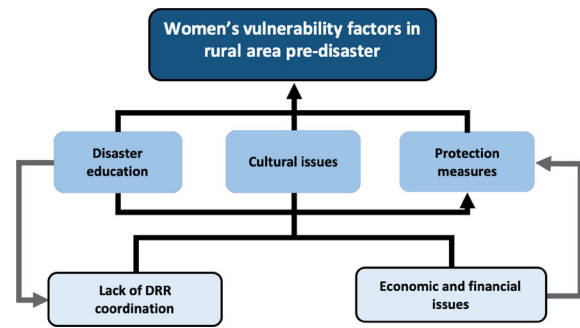 Women's vulnerability factors in
rural area pre-disaster
Disaster
education
Cultural issues
Protection
measures
Lack of DRR
coordination
Economic and financial
issues